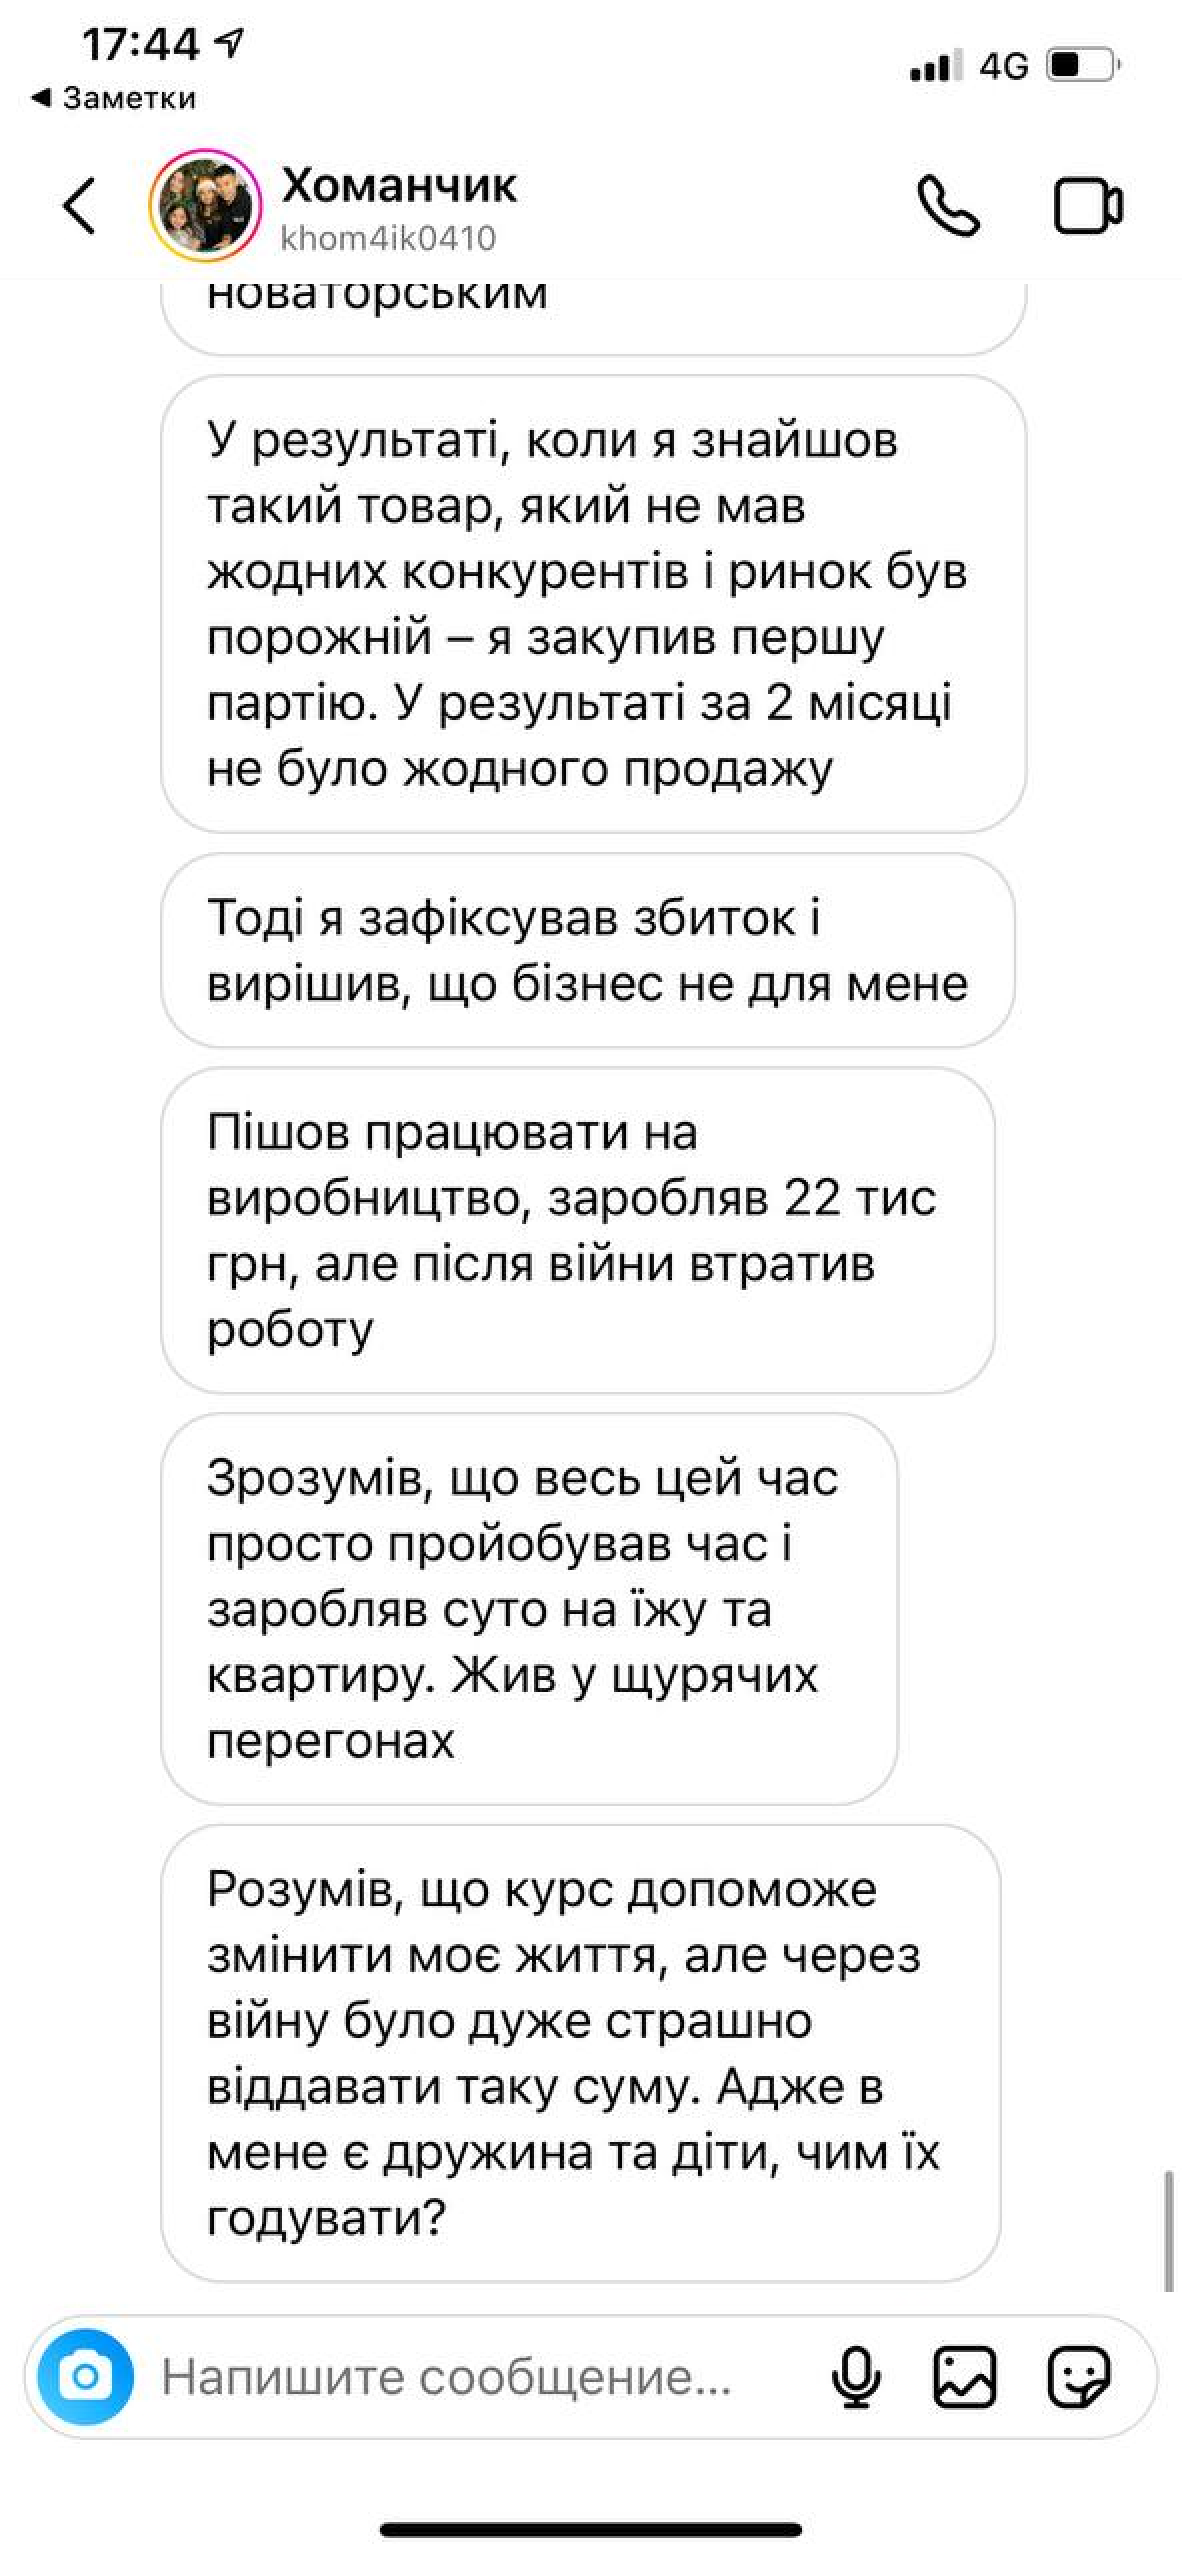 17:44
4G
Заметки
Хоманчик
khom4ik0410
новаторським
У результаті, коли я знайшов
такий товар, який не мав
жодних конкурентів і ринок був
порожній – я закупив першу
партію. У результаті за 2 місяці
не було жодного продажу
Тоді я зафіксував збиток і
вирішив, що бізнес не для мене
Пішов працювати на
виробництво, заробляв 22 тис
грн, але після війни втратив
роботу
Зрозумів, що весь цей час
просто пройобував час і
заробляв суто на їжу та
квартиру. Жив у щурячих
перегонах
Розумів, що курс допоможе
змінити моє життя, але через
війну було дуже страшно
віддавати таку суму. Адже в
мене є дружина та діти, чим їх
годувати?
Напишите сообщение...